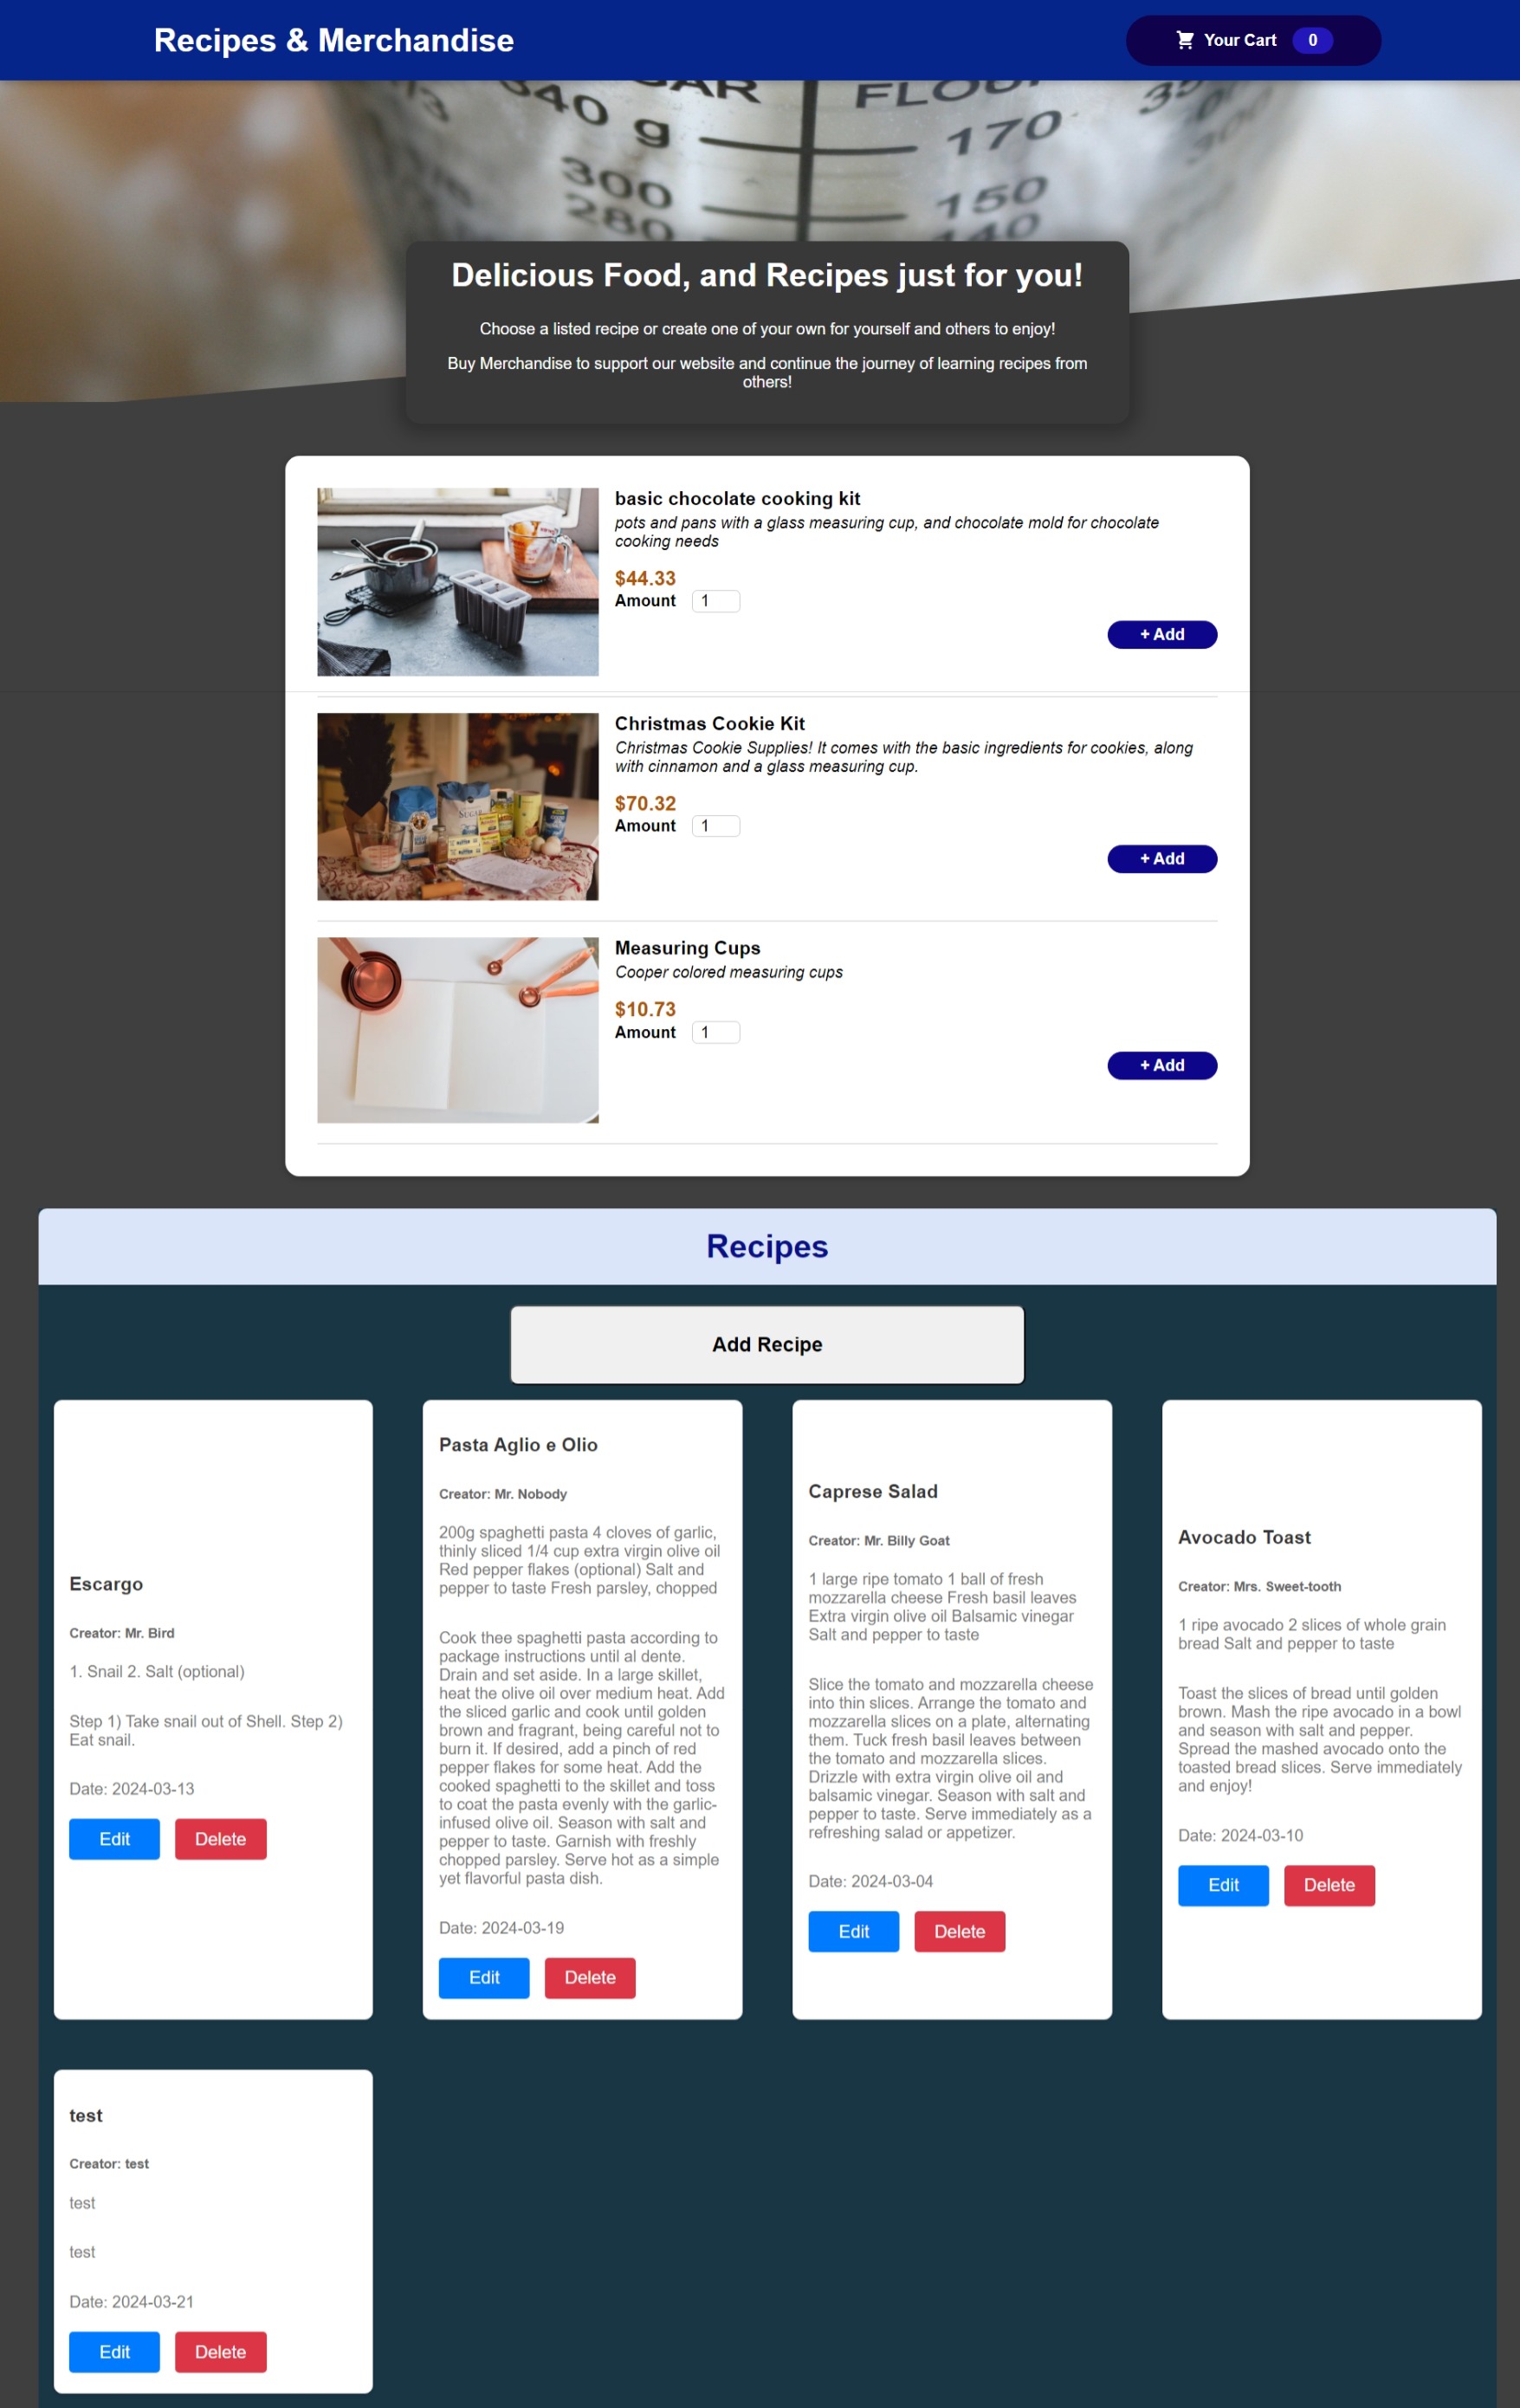 Recipes & Merchandise
Your Cart 0
340 g
FLOUR
170
300
150
280
140
Delicious Food, and Recipes just for you!
Choose a listed recipe or create one of your own for yourself and others to enjoy!
Buy Merchandise to support our website and continue the journey of learning recipes from
others!
basic chocolate cooking kit
pots and pans with a glass measuring cup, and chocolate mold for chocolate
cooking needs
$44.33
Amount 1
+ Add
Christmas Cookie Kit
Christmas Cookie Supplies! It comes with the basic ingredients for cookies, along
with cinnamon and a glass measuring cup.
$70.32
Amount 1
+ Add
Measuring Cups
Cooper colored measuring cups
$10.73
Amount 1
+ Add
Recipes
Add Recipe
Escargo
Creator: Mr. Bird
1. Snail 2. Salt (optional)
Step 1) Take snail out of Shell. Step 2)
Eat snail.
Date: 2024-03-13
Edit Delete
Pasta Aglio e Olio
Creator: Mr. Nobody
200g spaghetti pasta 4 cloves of garlic,
thinly sliced 1/4 cup extra virgin olive oil
Red pepper flakes (optional) Salt and
pepper to taste Fresh parsley, chopped
Cook thee spaghetti pasta according to
package instructions until al dente.
Drain and set aside. In a large skillet,
heat the olive oil over medium heat. Add
the sliced garlic and cook until golden
brown and fragrant, being careful not to
burn it. If desired, add a pinch of red
pepper flakes for some heat. Add the
cooked spaghetti to the skillet and toss
to coat the pasta evenly with the garlic-
infused olive oil. Season with salt and
pepper to taste. Garnish with freshly
chopped parsley. Serve hot as a simple
yet flavorful pasta dish.
Date: 2024-03-19
Edit Delete
Caprese Salad
Creator: Mr. Billy Goat
1 large ripe tomato 1 ball of fresh
mozzarella cheese Fresh basil leaves
Extra virgin olive oil Balsamic vinegar
Salt and pepper to taste
Slice the tomato and mozzarella cheese
into thin slices. Arrange the tomato and
mozzarella slices on a plate, alternating
them. Tuck fresh basil leaves between
the tomato and mozzarella slices.
Drizzle with extra virgin olive oil and
balsamic vinegar. Season with salt and
pepper to taste. Serve immediately as a
refreshing salad or appetizer.
Date: 2024-03-04
Edit Delete
Avocado Toast
Creator: Mrs. Sweet-tooth
1 ripe avocado 2 slices of whole grain
bread Salt and pepper to taste
Toast the slices of bread until golden
brown. Mash the ripe avocado in a bowl
and season with salt and pepper.
Spread the mashed avocado onto the
toasted bread slices. Serve immediately
and enjoy!
Date: 2024-03-10
Edit Delete
test
Creator: test
test
test
Date: 2024-03-21
Edit Delete